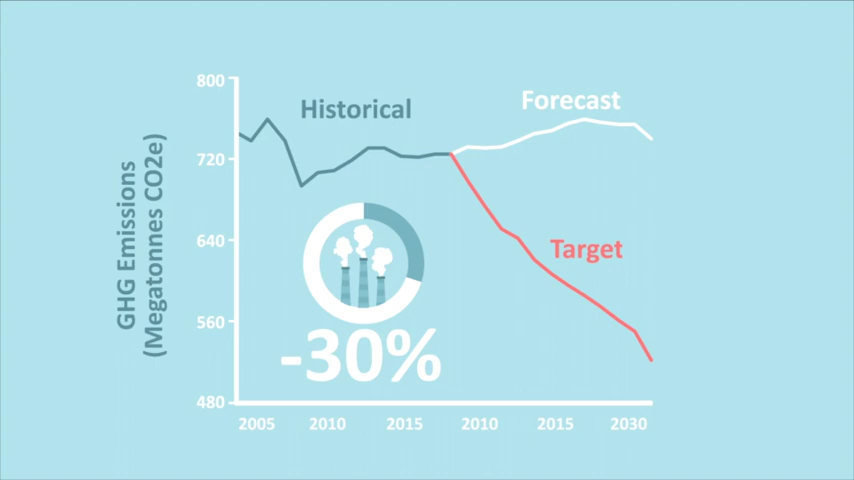 800
720
640
560
480
GHG Emissions
(Megatonnes CO2e)
Historical
Forecast
Target
-30%
2005 2010 2015 2010 2015 2030